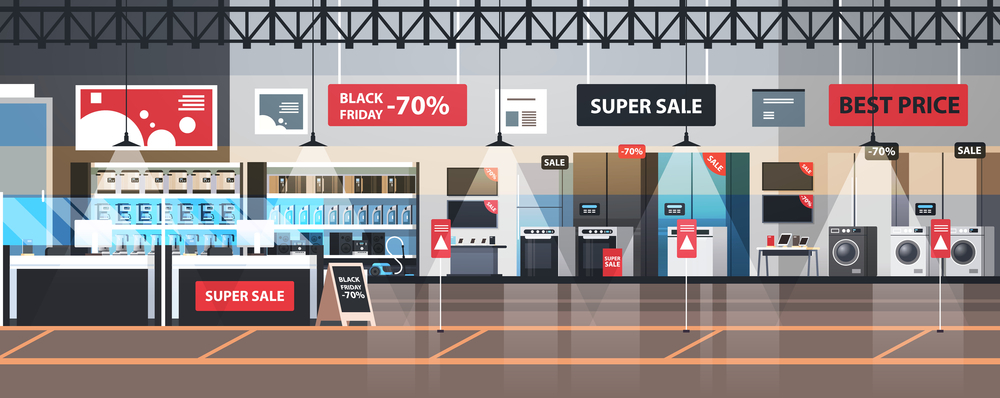 BLACK
FRIDAY -70%
SUPER SALE
BEST PRICE
-70%
SALE
-70%
SALE
SALE
-70%
SALE
SALE
-70%
SUPER
SALE
SUPER SALE
BLACK
FRIDAY
-70%